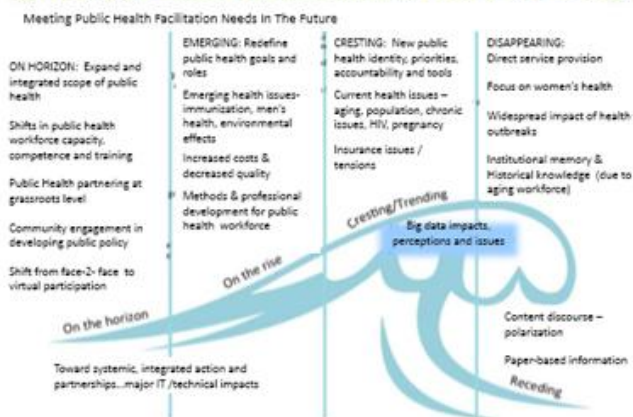 Meeting Public Health Facilitation Needs In The Future
ON HORIZON: Expand and
integrated scope of public
health
Shifts in public health
workforce capacity,
competence and training
Public Health partnering at
grassroots level
Community engagement in
developing public policy
Shift from face-2- face to
virtual participation
EMERGING: Redefine
public health goals and
roles
Emerging health issues-
immunization, men's
health, environmental
effects
Increased costs &
decreased quality
Methods & professional
development for public
health workforce
CRESTING: New public
health identity, priorities,
accountability and tools
Current health issues –
aging, population, chronic
issues, HIV, pregnancy
Insurance issues /
tensions
DISAPPEARING:
Direct service provision
Focus on women's health
Widespread impact of health
outbreaks
Institutional memory &
Historical knowledge (due to
aging workforce)
On the horizon
On the rise
Cresting/Trending
Big data impacts,
perceptions and issues
Toward systemic, integrated action and
partnerships...major IT /technical impacts
Content discourse –
polarization
Paper-based information
Receding